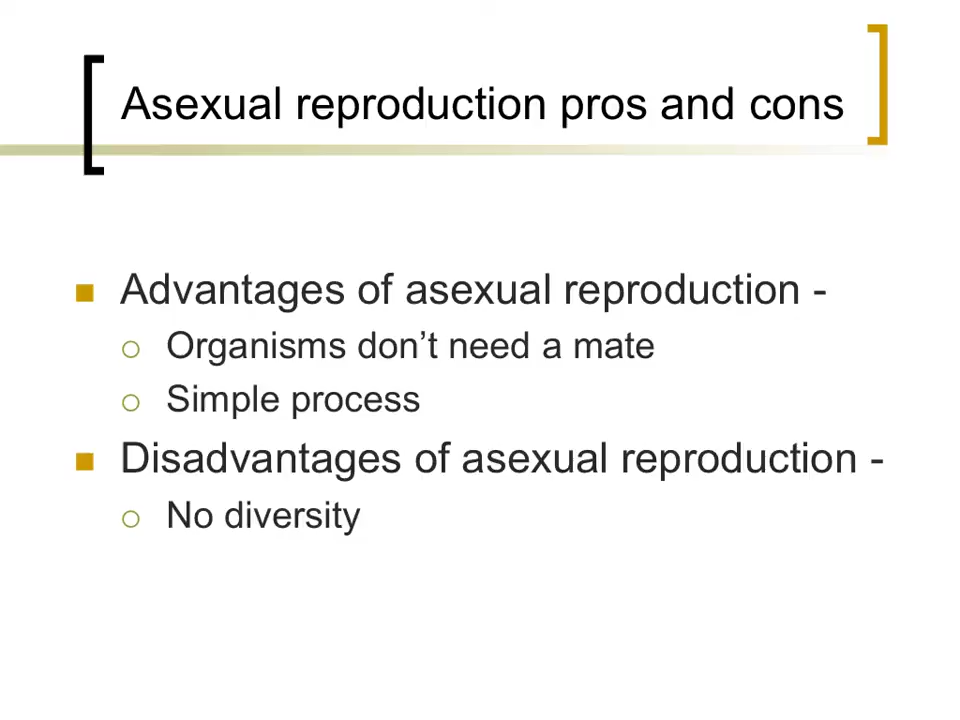 Asexual reproduction pros and cons
Advantages of asexual reproduction -
Organisms don’t need a mate
Simple process
Disadvantages of asexual reproduction -
No diversity